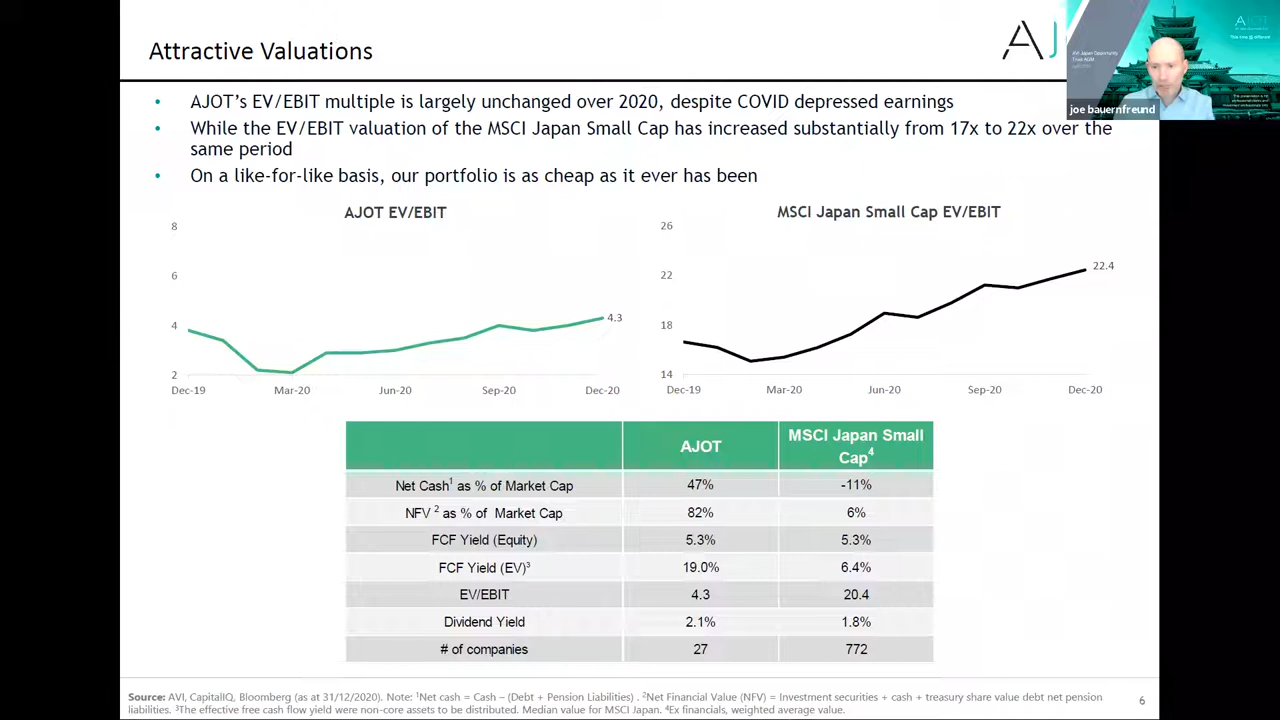 Attractive Valuations
AJ
• AJOT's EV/EBIT multiple is largely unchanged over 2020, despite COVID depressed earnings
• While the EV/EBIT valuation of the MSCI Japan Small Cap has increased substantially from 17x to 22x over the
same period
• On a like-for-like basis, our portfolio is as cheap as it ever has been
joe bauernfreund
AJOT EV/EBIT
8
6
4
2
4.3
Dec-19 Mar-20 Jun-20 Sep-20 Dec-20
MSCI Japan Small Cap EV/EBIT
26
22
18
14
22.4
Dec-19 Mar-20 Jun-20 Sep-20 Dec-20
AJOT MSCI Japan Small Cap⁴
Net Cash¹ as % of Market Cap 47% -11%
NFV ² as % of Market Cap 82% 6%
FCF Yield (Equity) 5.3% 5.3%
FCF Yield (EV)³ 19.0% 6.4%
EV/EBIT 4.3 20.4
Dividend Yield 2.1% 1.8%
# of companies 27 772
Source: AVI, CapitalIQ, Bloomberg (as at 31/12/2020). Note: ¹Net cash = Cash – (Debt + Pension Liabilities) . ²Net Financial Value (NFV) = Investment securities + cash + treasury share value debt net pension
liabilities. ³The effective free cash flow yield were non-core assets to be distributed. Median value for MSCI Japan. ⁴Ex financials, weighted average value.
6